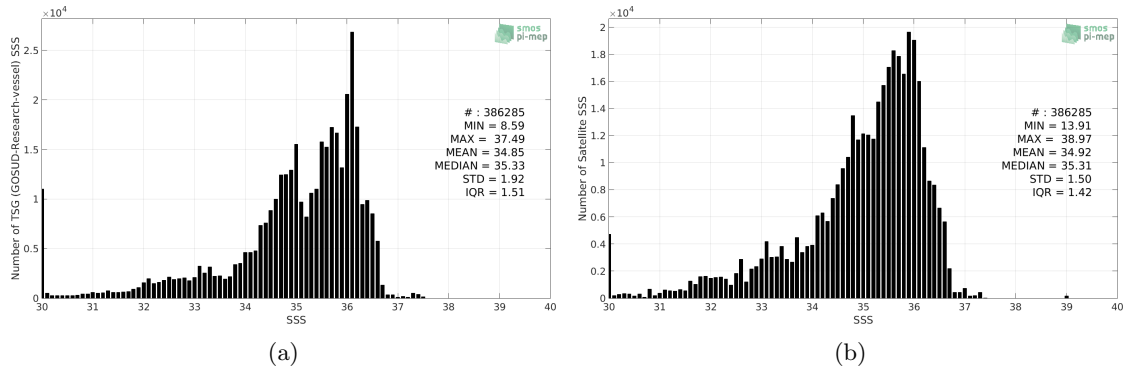 ×10⁴
smos
pi-mep
2.5
2
1.5
1
0.5
0
Number of TSG (GOSUD-Research-vessel) SSS
# : 386285
MIN = 8.59
MAX = 37.49
MEAN = 34.85
MEDIAN = 35.33
STD = 1.92
IQR = 1.51
30 31 32 33 34 35 36 37 38 39 40
SSS
(a)
×10⁴
smos
pi-mep
2
1.8
1.6
1.4
1.2
1
0.8
0.6
0.4
0.2
0
Number of Satellite SSS
# : 386285
MIN = 13.91
MAX = 38.97
MEAN = 34.92
MEDIAN = 35.31
STD = 1.50
IQR = 1.42
30 31 32 33 34 35 36 37 38 39 40
SSS
(b)